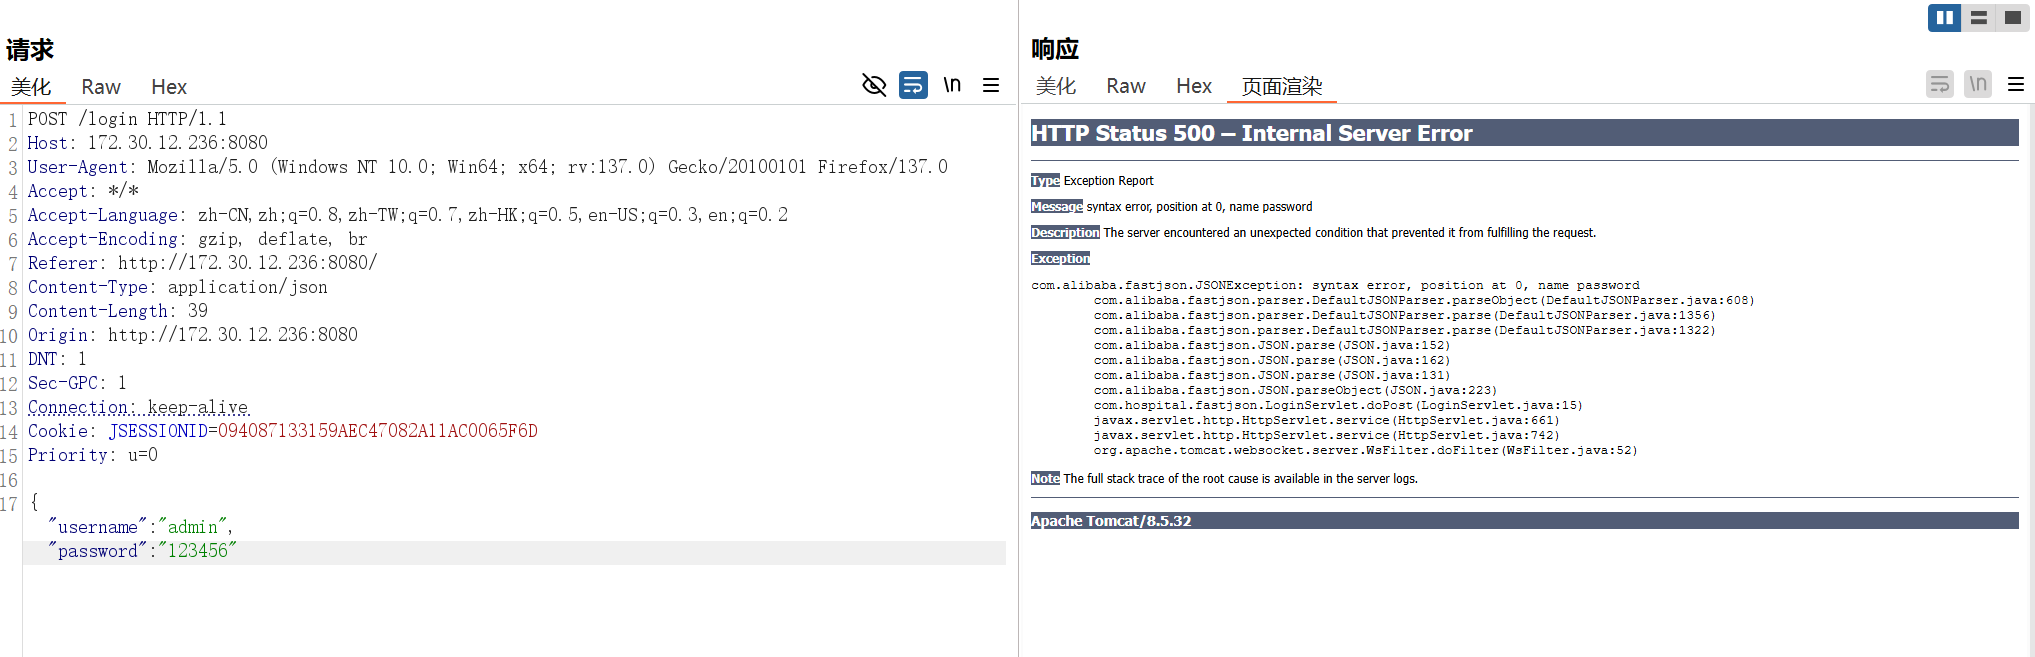 请求
美化 Raw Hex
\n
1 POST /login HTTP/1.1
2 Host: 172.30.12.236:8080
3 User-Agent: Mozilla/5.0 (Windows NT 10.0; Win64; x64; rv:137.0) Gecko/20100101 Firefox/137.0
4 Accept: */*
5 Accept-Language: zh-CN,zh;q=0.8,zh-TW;q=0.7,zh-HK;q=0.5,en-US;q=0.3,en;q=0.2
6 Accept-Encoding: gzip, deflate, br
7 Referer: http://172.30.12.236:8080/
8 Content-Type: application/json
9 Content-Length: 39
10 Origin: http://172.30.12.236:8080
11 DNT: 1
12 Sec-GPC: 1
13 Connection: keep-alive
14 Cookie: JSESSIONID=094087133159AEC47082A11AC0065F6D
15 Priority: u=0
16
17 {
"username":"admin",
"password":"123456"
响应
美化 Raw Hex 页面渲染
\n
HTTP Status 500 – Internal Server Error
Type Exception Report
Message syntax error, position at 0, name password
Description The server encountered an unexpected condition that prevented it from fulfilling the request.
Exception
com.alibaba.fastjson.JSONException: syntax error, position at 0, name password
com.alibaba.fastjson.parser.DefaultJSONParser.parseObject(DefaultJSONParser.java:608)
com.alibaba.fastjson.parser.DefaultJSONParser.parse(DefaultJSONParser.java:1356)
com.alibaba.fastjson.parser.DefaultJSONParser.parse(DefaultJSONParser.java:1322)
com.alibaba.fastjson.JSON.parse(JSON.java:152)
com.alibaba.fastjson.JSON.parse(JSON.java:162)
com.alibaba.fastjson.JSON.parse(JSON.java:131)
com.alibaba.fastjson.JSON.parseObject(JSON.java:223)
com.hospital.fastjson.LoginServlet.doPost(LoginServlet.java:15)
javax.servlet.http.HttpServlet.service(HttpServlet.java:661)
javax.servlet.http.HttpServlet.service(HttpServlet.java:742)
org.apache.tomcat.websocket.server.WsFilter.doFilter(WsFilter.java:52)
Note The full stack trace of the root cause is available in the server logs.
Apache Tomcat/8.5.32